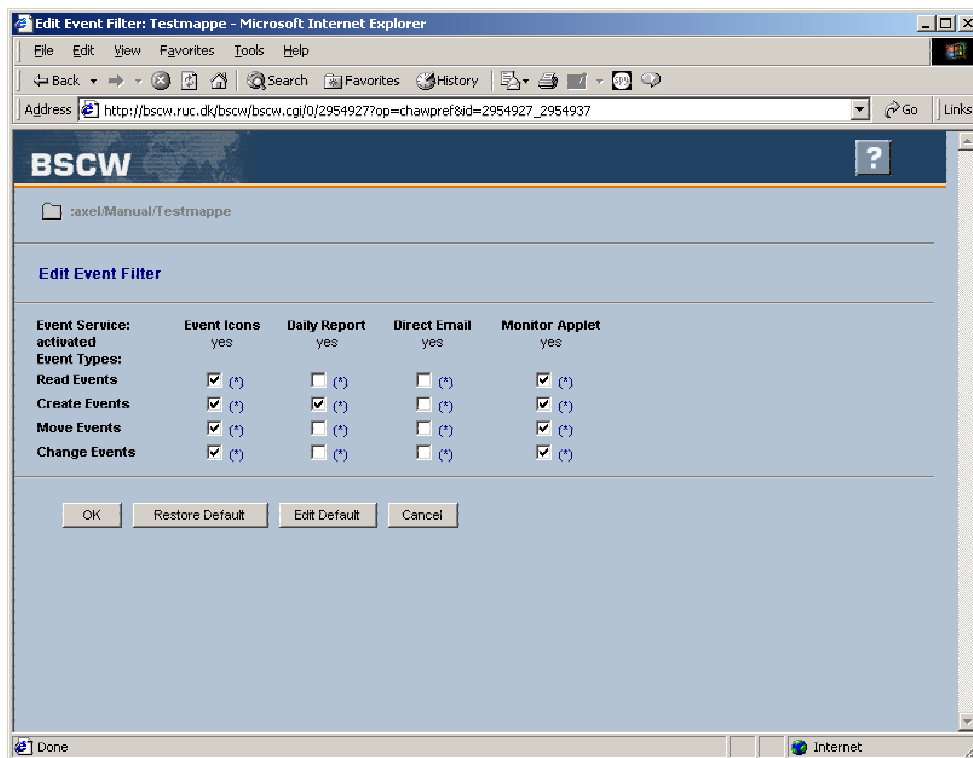 Edit Event Filter: Testmappe - Microsoft Internet Explorer
File Edit View Favorites Tools Help
Back Search Favorites History
Address http://bscw.ruc.dk/bscw/bscw.cgi/0/2954927?op=chawpref&id=2954927_2954937 Go Links
BSCW ?
:axel/Manual/Testmappe
Edit Event Filter
Event Service: Event Icons Daily Report Direct Email Monitor Applet
activated yes yes yes yes
Event Types:
Read Events (*) (*) (*) (*)
Create Events (*) (*) (*) (*)
Move Events (*) (*) (*) (*)
Change Events (*) (*) (*) (*)
OK Restore Default Edit Default Cancel
Done Internet